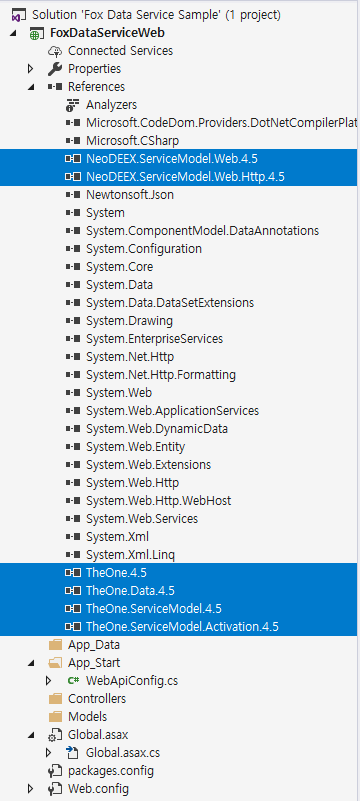 Solution 'Fox Data Service Sample' (1 project)
FoxDataServiceWeb
Connected Services
Properties
References
Analyzers
Microsoft.CodeDom.Providers.DotNetCompilerPlat
Microsoft.CSharp
NeoDEEX.ServiceModel.Web.4.5
NeoDEEX.ServiceModel.Web.Http.4.5
Newtonsoft.Json
System
System.ComponentModel.DataAnnotations
System.Configuration
System.Core
System.Data
System.Data.DataSetExtensions
System.Drawing
System.EnterpriseServices
System.Net.Http
System.Net.Http.Formatting
System.Web
System.Web.ApplicationServices
System.Web.DynamicData
System.Web.Entity
System.Web.Extensions
System.Web.Http
System.Web.Http.WebHost
System.Web.Services
System.Xml
System.Xml.Linq
TheOne.4.5
TheOne.Data.4.5
TheOne.ServiceModel.4.5
TheOne.ServiceModel.Activation.4.5
App_Data
App_Start
C# WebApiConfig.cs
Controllers
Models
Global.asax
Global.asax.cs
packages.config
Web.config